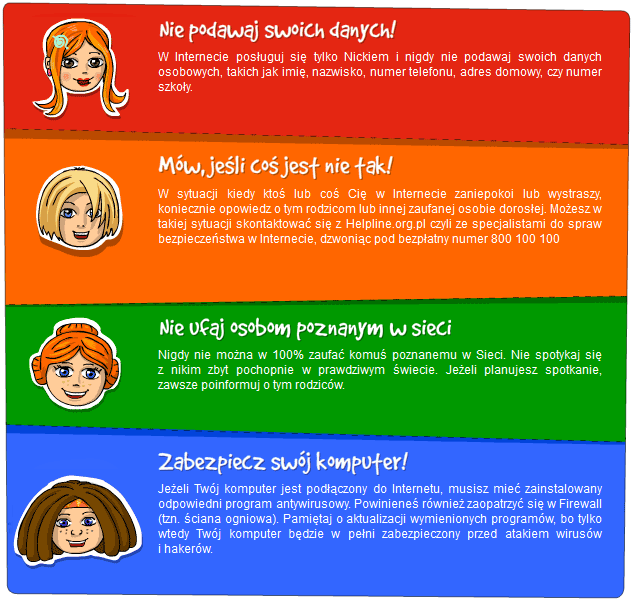 Nie podawaj swoich danych!
W Internecie posługuj się tylko Nickiem i nigdy nie podawaj swoich danych
osobowych, takich jak imię, nazwisko, numer telefonu, adres domowy, czy numer
szkoły.
Mów, jeśli coś jest nie tak!
W sytuacji kiedy ktoś lub coś Cię w Internecie zaniepokoi lub wystraszy,
koniecznie opowiedz o tym rodzicom lub innej zaufanej osobie dorosłej. Możesz w
takiej sytuacji skontaktować się z Helpline.org.pl czyli ze specjalistami do spraw
bezpieczeństwa w Internecie, dzwoniąc pod bezpłatny numer 800 100 100
Nie ufaj osobom poznanym w sieci
Nigdy nie można w 100% zaufać komuś poznanemu w Sieci. Nie spotykaj się
z nikim zbyt pochopnie w prawdziwym świecie. Jeżeli planujesz spotkanie,
zawsze poinformuj o tym rodziców.
Zabezpiecz swój komputer!
Jeżeli Twój komputer jest podłączony do Internetu, musisz mieć zainstalowany
odpowiedni program antywirusowy. Powinieneś również zaopatrzyć się w Firewall
(tzn. ściana ogniowa). Pamiętaj o aktualizacji wymienionych programów, bo tylko
wtedy Twój komputer będzie w pełni zabezpieczony przed atakiem wirusów
i hakerów.